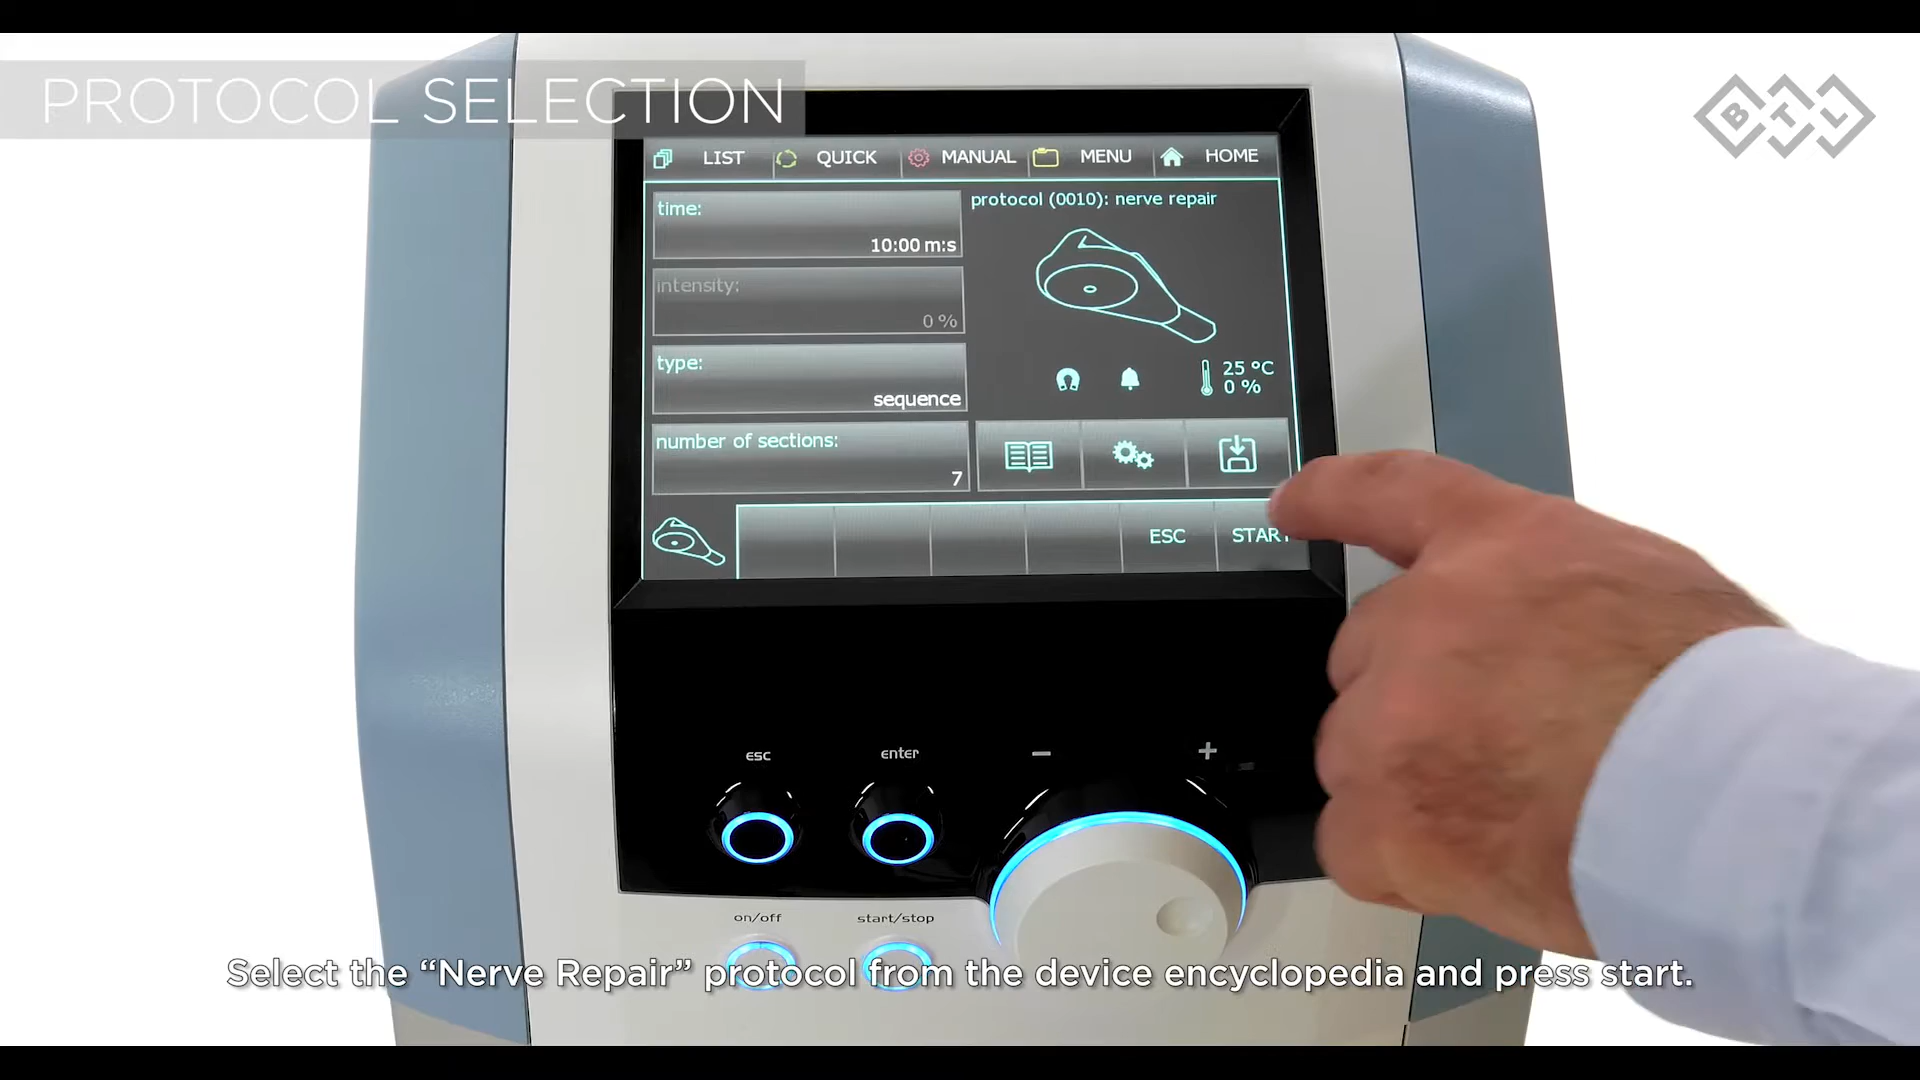 PROTOCOL SELECTION
BTL
LIST QUICK MANUAL MENU HOME
time:
10:00 m:s
protocol (0010): nerve repair
intensity:
0 %
type:
sequence
25 °C
0 %
number of sections:
7
ESC START
esc enter − +
on/off start/stop
Select the “Nerve Repair” protocol from the device encyclopedia and press start.